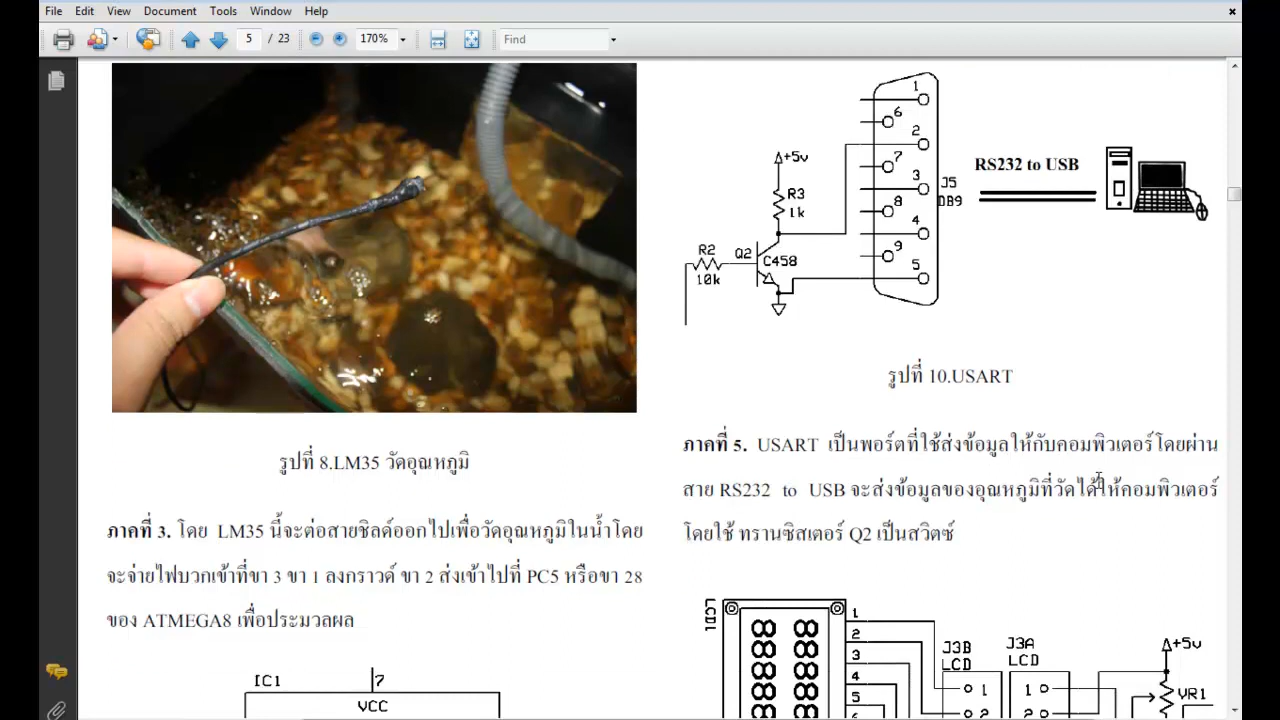 File Edit View Document Tools Window Help
5 / 23 170% Find
รูปที่ 8.LM35 วัดอุณหภูมิ
ภาคที่ 3. โดย LM35 นี้จะต่อสายชิลด์ออกไปเพื่อวัดอุณหภูมิในน้ำโดย
จะจ่ายไฟบวกเข้าที่ขา 3 ขา 1 ลงกราวด์ ขา 2 ส่งเข้าไปที่ PC5 หรือขา 28
ของ ATMEGA8 เพื่อประมวลผล
IC1
7
VCC
1
6
2
7
3
8
4
9
5
J5
DB9
+5v
R3
1k
R2
10k
Q2
C458
RS232 to USB
รูปที่ 10.USART
ภาคที่ 5. USART เป็นพอร์ตที่ใช้ส่งข้อมูลให้กับคอมพิวเตอร์โดยผ่าน
สาย RS232 to USB จะส่งข้อมูลของอุณหภูมิที่วัดได้ให้คอมพิวเตอร์
โดยใช้ ทรานซิสเตอร์ Q2 เป็นสวิตซ์
LCD1
1
2
3
4
5
J3B
LCD
1
2
J3A
LCD
1
2
+5v
VR1